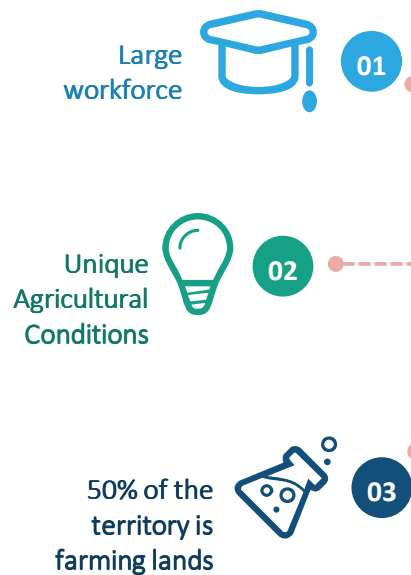 Large
workforce
01
Unique
Agricultural
Conditions
02
50% of the
territory is
farming lands
03